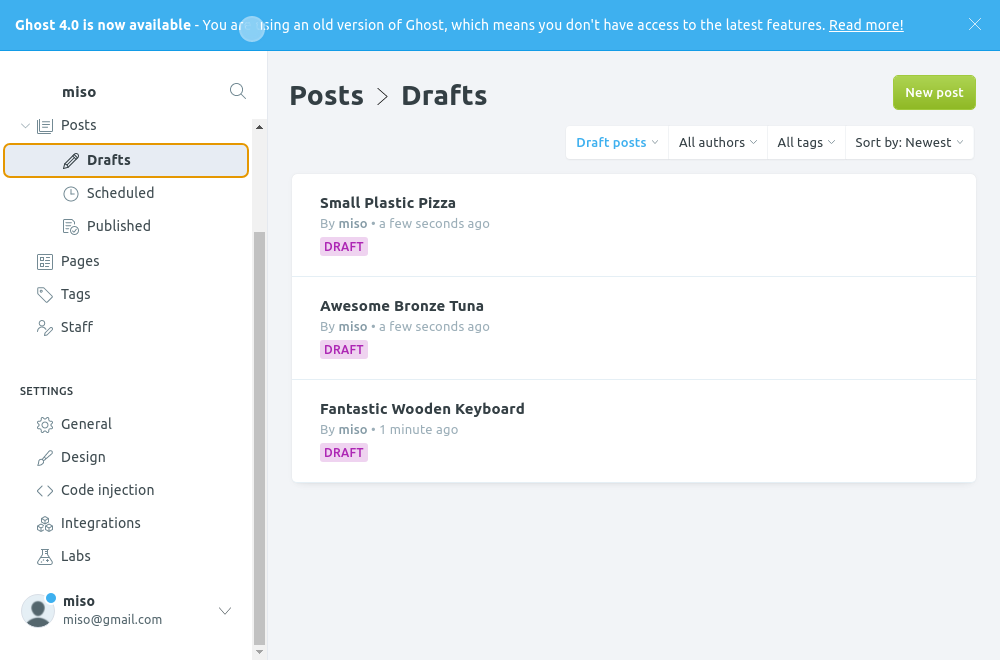 Ghost 4.0 is now available - You are using an old version of Ghost, which means you don't have access to the latest features. Read more!
miso
Posts
Drafts
Scheduled
Published
Pages
Tags
Staff
SETTINGS
General
Design
Code injection
Integrations
Labs
miso
miso@gmail.com
Posts > Drafts
New post
Draft posts All authors All tags Sort by: Newest
Small Plastic Pizza
By miso • a few seconds ago
DRAFT
Awesome Bronze Tuna
By miso • a few seconds ago
DRAFT
Fantastic Wooden Keyboard
By miso • 1 minute ago
DRAFT